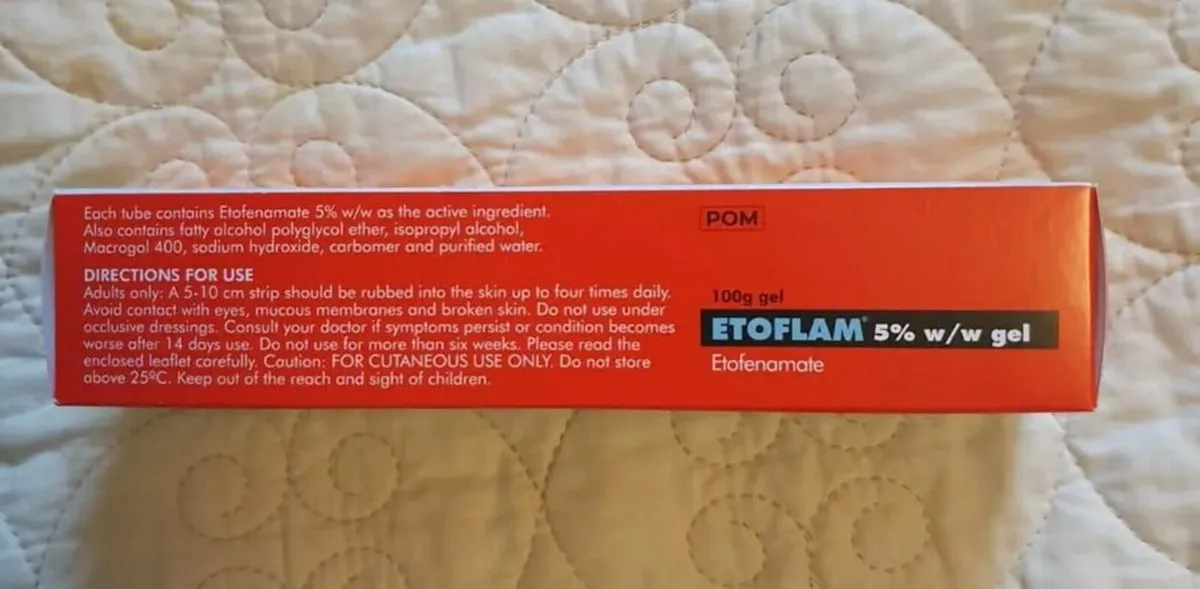 Each tube contains Etofenamate 5% w/w as the active ingredient.
Also contains fatty alcohol polyglycol ether, isopropyl alcohol,
Macrogol 400, sodium hydroxide, carbomer and purified water.
DIRECTIONS FOR USE
Adults only: A 5-10 cm strip should be rubbed into the skin up to four times daily.
Avoid contact with eyes, mucous membranes and broken skin. Do not use under
occlusive dressings. Consult your doctor if symptoms persist or condition becomes
worse after 14 days use. Do not use for more than six weeks. Please read the
enclosed leaflet carefully. Caution: FOR CUTANEOUS USE ONLY. Do not store
above 25ºC. Keep out of the reach and sight of children.
POM
100g gel
ETOFLAM® 5% w/w gel
Etofenamate